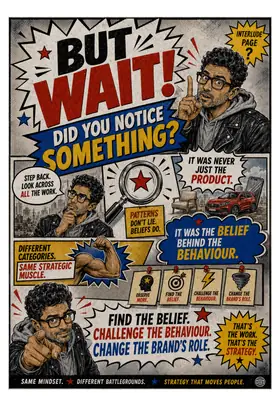 BUT
WAIT!
INTERLUDE
PAGE
?
DID YOU NOTICE
SOMETHING?
STEP BACK.
LOOK ACROSS
ALL THE WORK.
IT WAS NEVER
JUST THE
PRODUCT.
PATTERNS
DON'T LIE.
BELIEFS DO.
IT WAS THE BELIEF
BEHIND THE
BEHAVIOUR.
DIFFERENT
CATEGORIES.
SAME STRATEGIC
MUSCLE.
OBSERVE
MORE.
FIND THE
BELIEF.
CHALLENGE THE
BEHAVIOUR.
CHANGE THE
BRAND'S ROLE.
FIND THE BELIEF.
CHALLENGE THE BEHAVIOUR.
CHANGE THE BRAND'S ROLE.
THAT'S
THE WORK.
THAT'S THE
STRATEGY.
SAME MINDSET. ★ DIFFERENT BATTLEGROUNDS. ★ STRATEGY THAT MOVES PEOPLE.